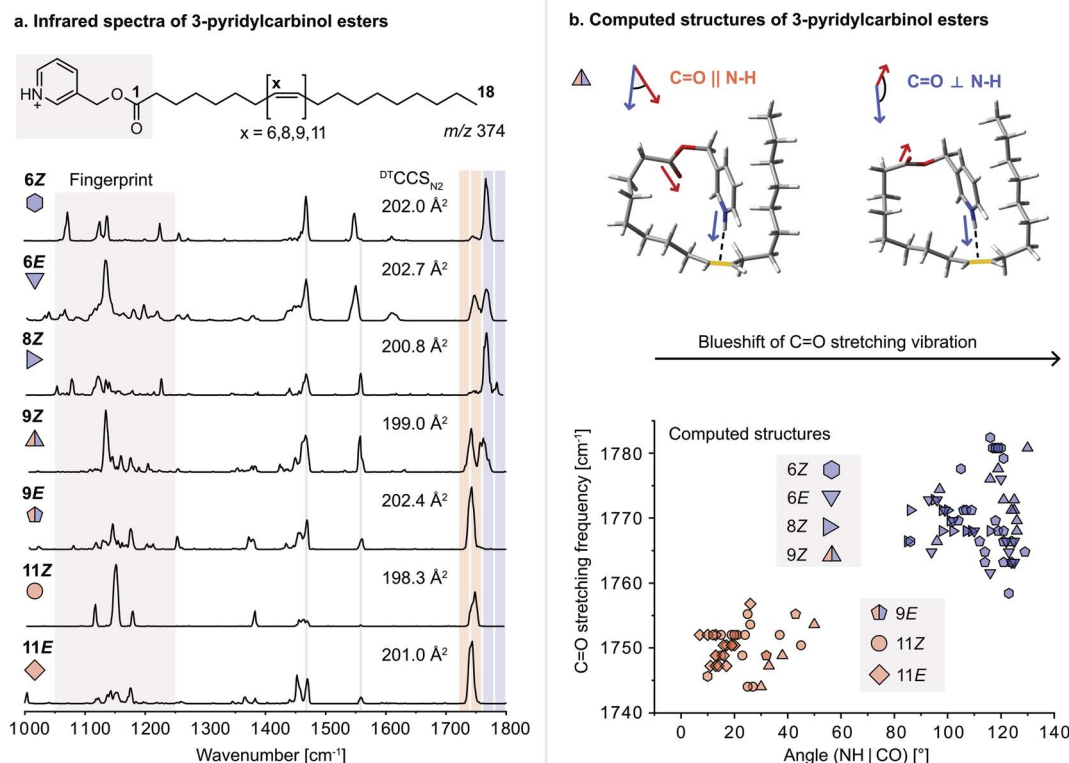 a. Infrared spectra of 3-pyridylcarbinol esters
HN
+
O
1
O
x
18
x = 6,8,9,11
m/z 374
Fingerprint
DTCCSN2
6Z
202.0 Å2
6E
202.7 Å2
8Z
200.8 Å2
9Z
199.0 Å2
9E
202.4 Å2
11Z
198.3 Å2
11E
201.0 Å2
1000 1100 1200 1300 1400 1500 1600 1700 1800
Wavenumber [cm-1]
b. Computed structures of 3-pyridylcarbinol esters
C=O || N-H
C=O ⊥ N-H
Blueshift of C=O stretching vibration
C=O stretching frequency [cm-1]
1780
1770
1760
1750
1740
Computed structures
6Z
6E
8Z
9Z
9E
11Z
11E
0 20 40 60 80 100 120 140
Angle (NH|CO) [°]